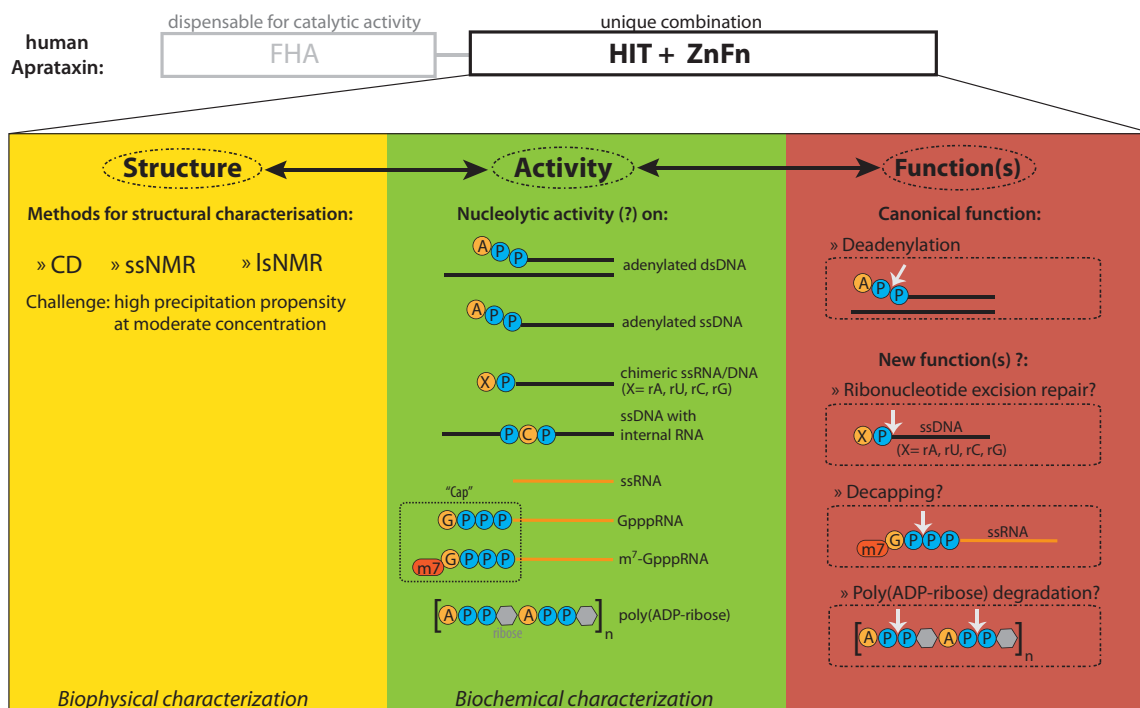 dispensable for catalytic activity
unique combination
human
Aprataxin:
FHA
HIT + ZnFn
Structure
Activity
Function(s)
Methods for structural characterisation:
» CD » ssNMR » lsNMR
Challenge: high precipitation propensity
at moderate concentration
Biophysical characterization
Nucleolytic activity (?) on:
A P P adenylated dsDNA
A P P adenylated ssDNA
X P chimeric ssRNA/DNA
(X= rA, rU, rC, rG)
ssDNA with
P C P internal RNA
ssRNA
"Cap"
G P P P GpppRNA
m7 G P P P m⁷-GpppRNA
[ A P P A P P ]n poly(ADP-ribose)
ribose
Biochemical characterization
Canonical function:
» Deadenylation
A P P
New function(s) ?:
» Ribonucleotide excision repair?
X P ssDNA
(X= rA, rU, rC, rG)
» Decapping?
m7 G P P P ssRNA
» Poly(ADP-ribose) degradation?
[ A P P A P P ]n